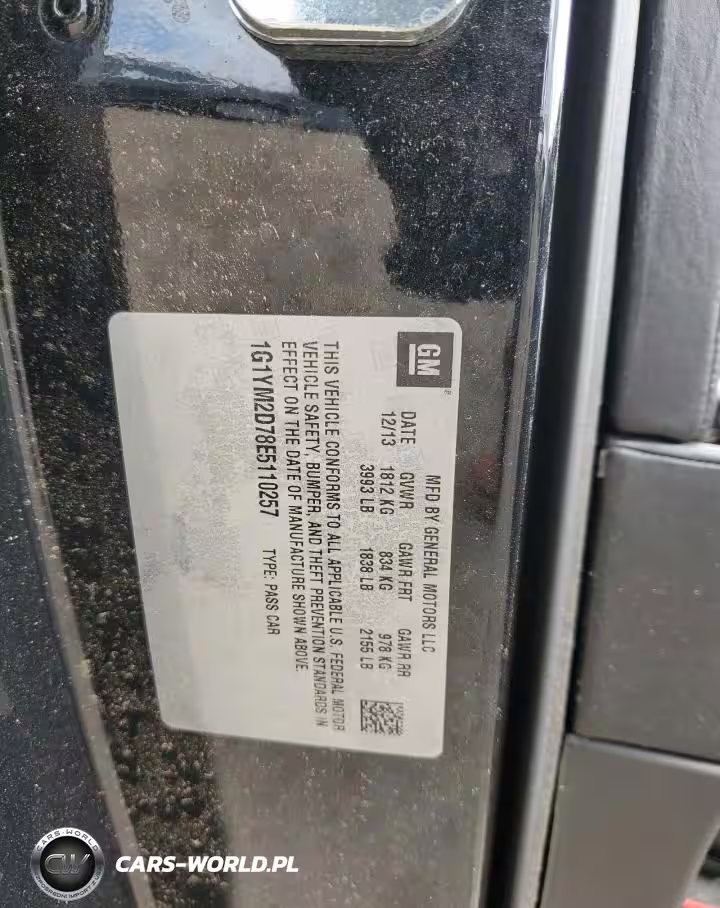 GM
MFD BY GENERAL MOTORS LLC
DATE GVWR GAWR FRT GAWR RR
12/13 1812 KG 834 KG 978 KG
3993 LB 1838 LB 2155 LB
THIS VEHICLE CONFORMS TO ALL APPLICABLE U.S. FEDERAL MOTOR
VEHICLE SAFETY, BUMPER, AND THEFT PREVENTION STANDARDS IN
EFFECT ON THE DATE OF MANUFACTURE SHOWN ABOVE.
1G1YM2D78E5110257 TYPE: PASS CAR
CARS-WORLD
CW
CARS-WORLD.PL